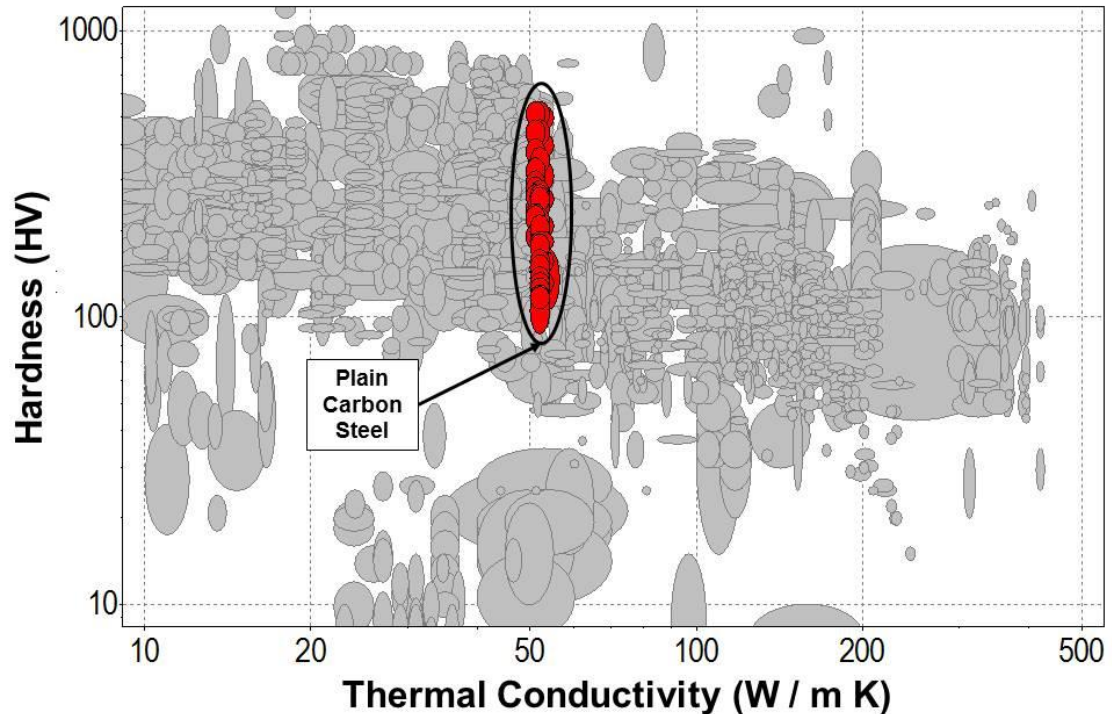 1000
100
10
Hardness (HV)
Plain
Carbon
Steel
10 20 50 100 200 500
Thermal Conductivity (W / m K)